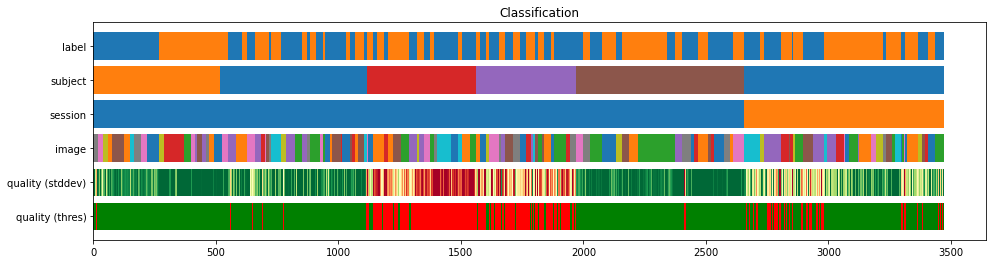 Classification
label
subject
session
image
quality (stddev)
quality (thres)
0 500 1000 1500 2000 2500 3000 3500